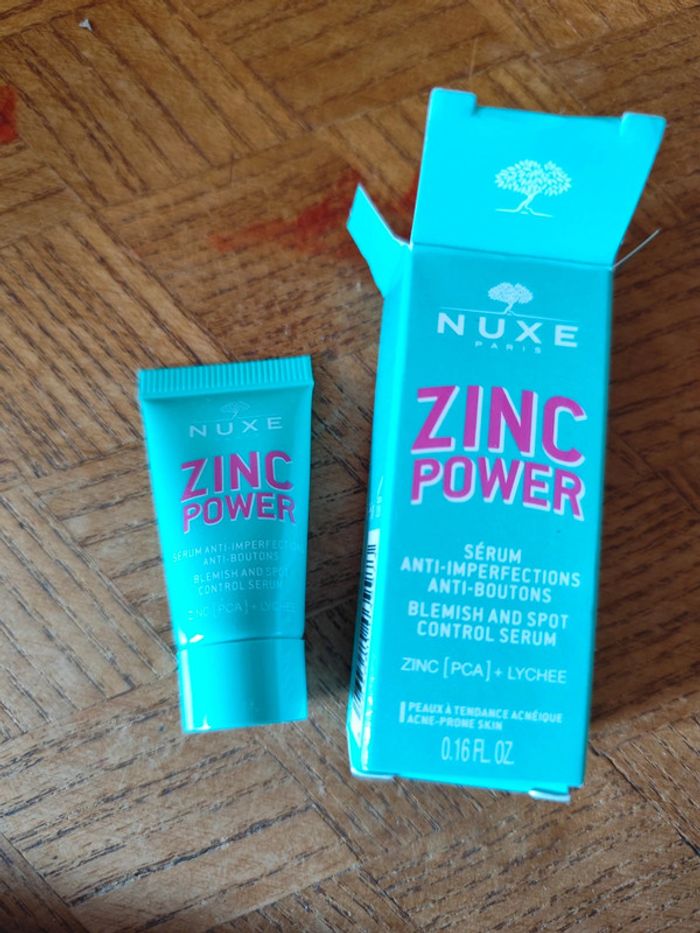 NUXE
ZINC
POWER
SÉRUM ANTI-IMPERFECTIONS
ANTI-BOUTONS
BLEMISH AND SPOT
CONTROL SERUM
ZINC [PCA] + LYCHEE
NUXE
PARIS
ZINC
POWER
SÉRUM
ANTI-IMPERFECTIONS
ANTI-BOUTONS
BLEMISH AND SPOT
CONTROL SERUM
ZINC [PCA] + LYCHEE
PEAUX À TENDANCE ACNÉIQUE
ACNE-PRONE SKIN
0.16 FL. OZ.